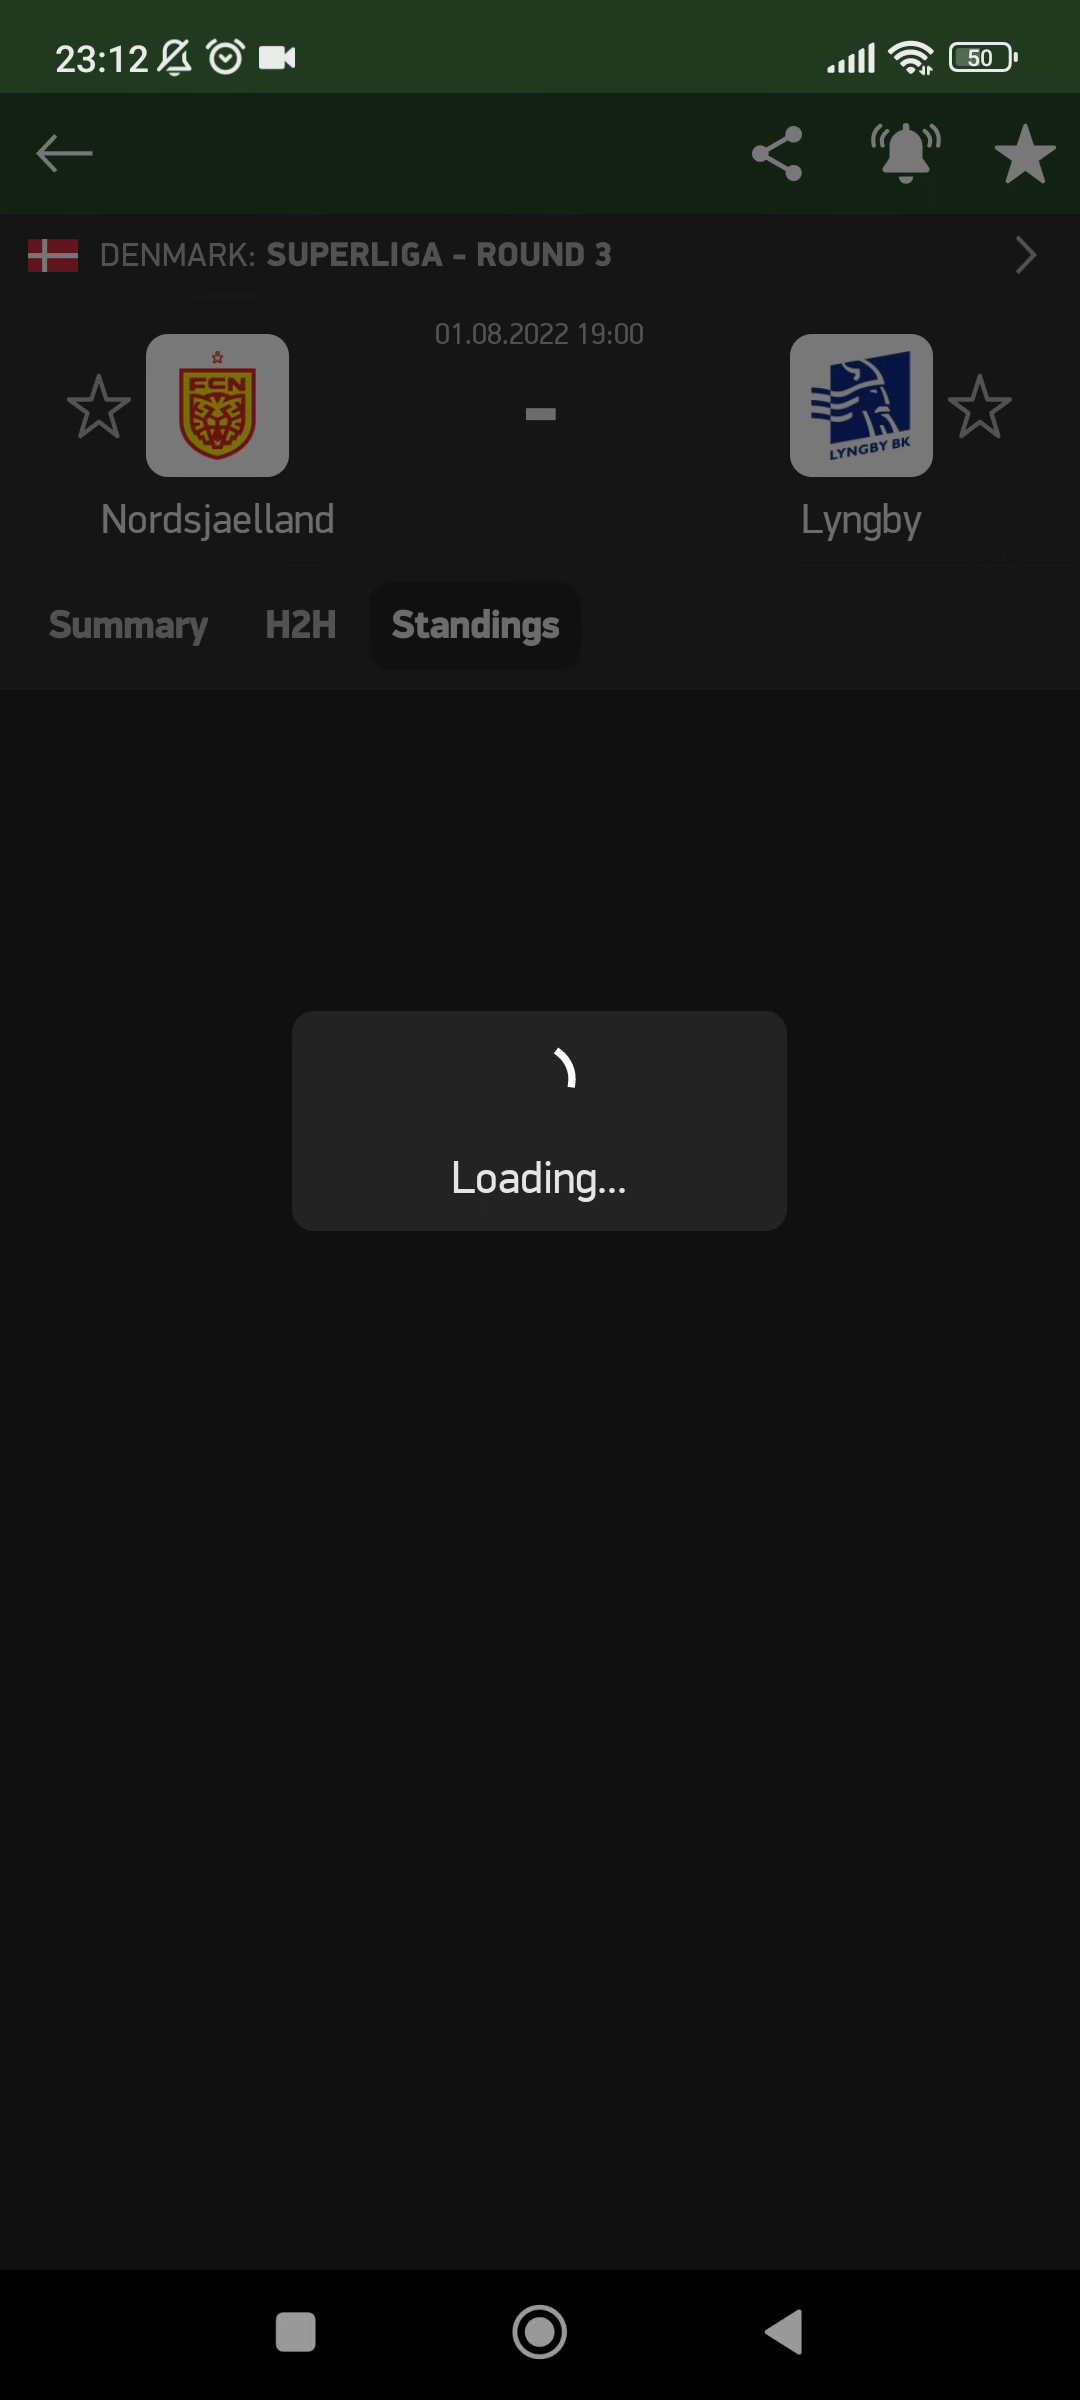 23:12
50
DENMARK: SUPERLIGA - ROUND 3
01.08.2022 19:00
FCN
LYNGBY BK
-
Nordsjaelland
Lyngby
Summary
H2H
Standings
Loading...